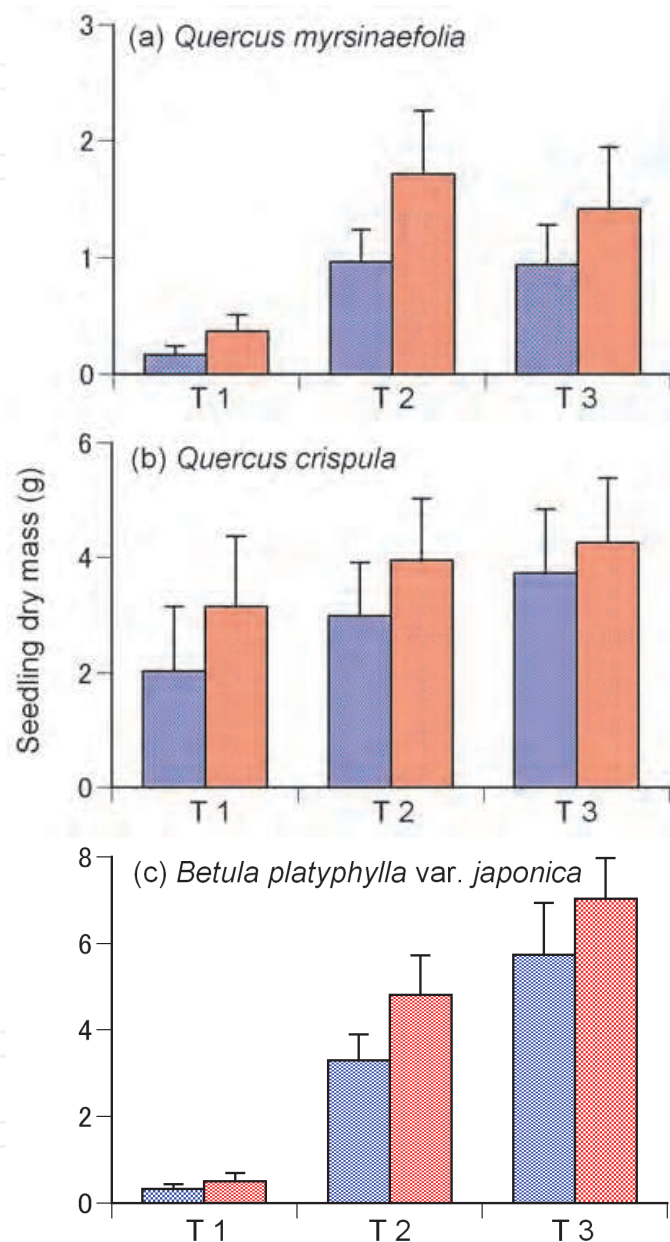 (a) Quercus myrsinaefolia
3
2
1
0
T 1 T 2 T 3
Seedling dry mass (g)
(b) Quercus crispula
6
4
2
0
T 1 T 2 T 3
(c) Betula platyphylla var. japonica
8
6
4
2
0
T 1 T 2 T 3